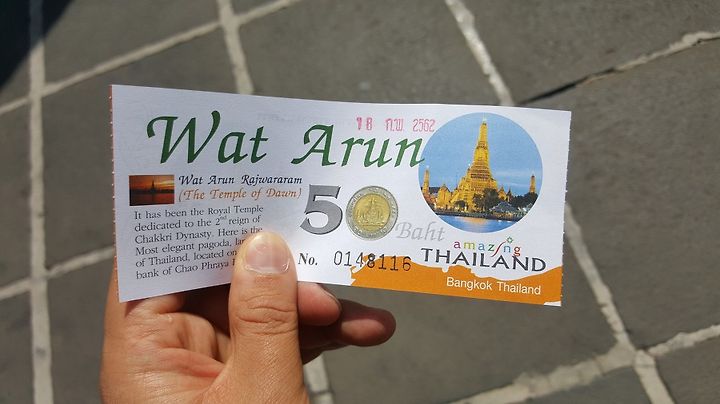 Wat Arun
18 ก.พ 2562
Wat Arun Rajwararam
(The Temple of Dawn)
It has been the Royal Temple
dedicated to the 2nd reign of
Chakkri Dynasty. Here is the
Most elegant pagoda,
of Thailand, located on
bank of Chao Phraya
50
Baht
No. 0148116
amazing
THAILAND
Bangkok Thailand